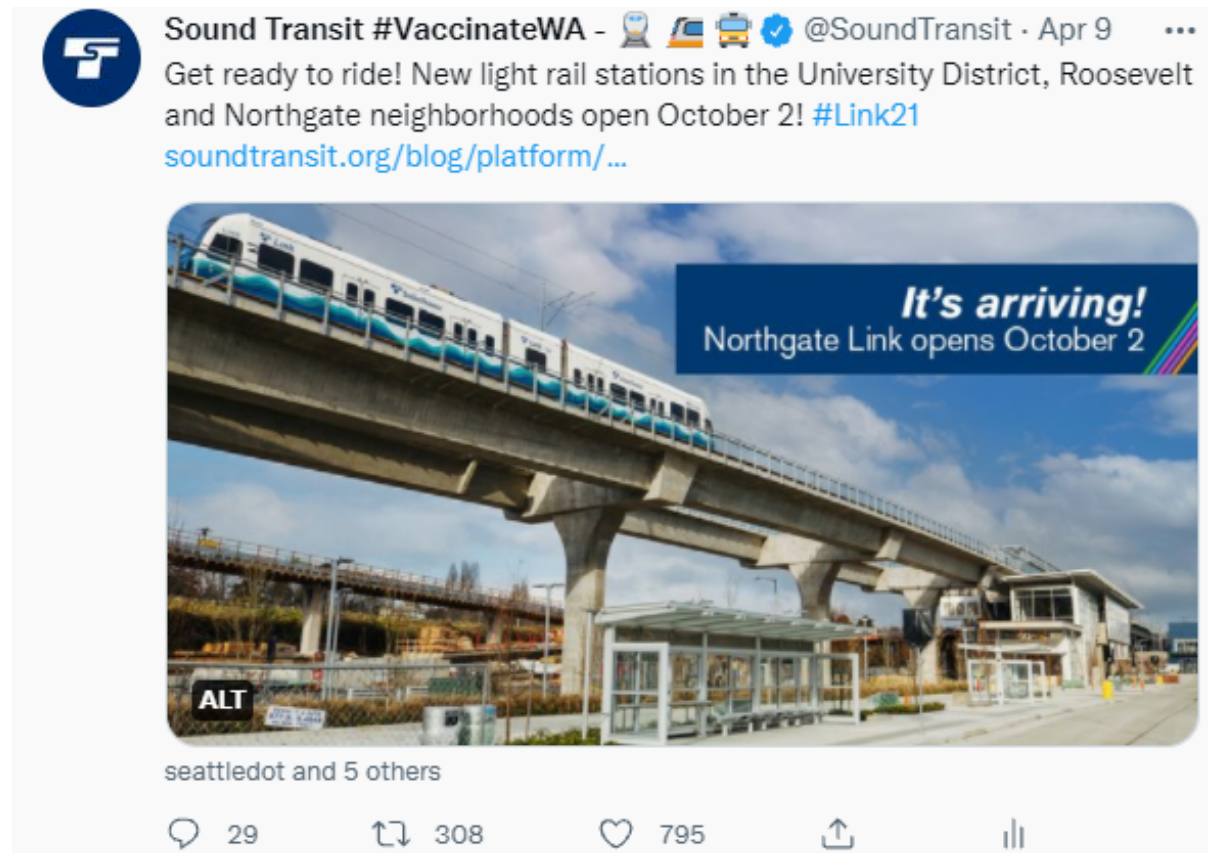 Sound Transit #VaccinateWA - 🚆 🚈 🚍 @SoundTransit · Apr 9 ...
Get ready to ride! New light rail stations in the University District, Roosevelt
and Northgate neighborhoods open October 2! #Link21
soundtransit.org/blog/platform/...
Link
It's arriving!
Northgate Link opens October 2
ALT
seattledot and 5 others
29 308 795